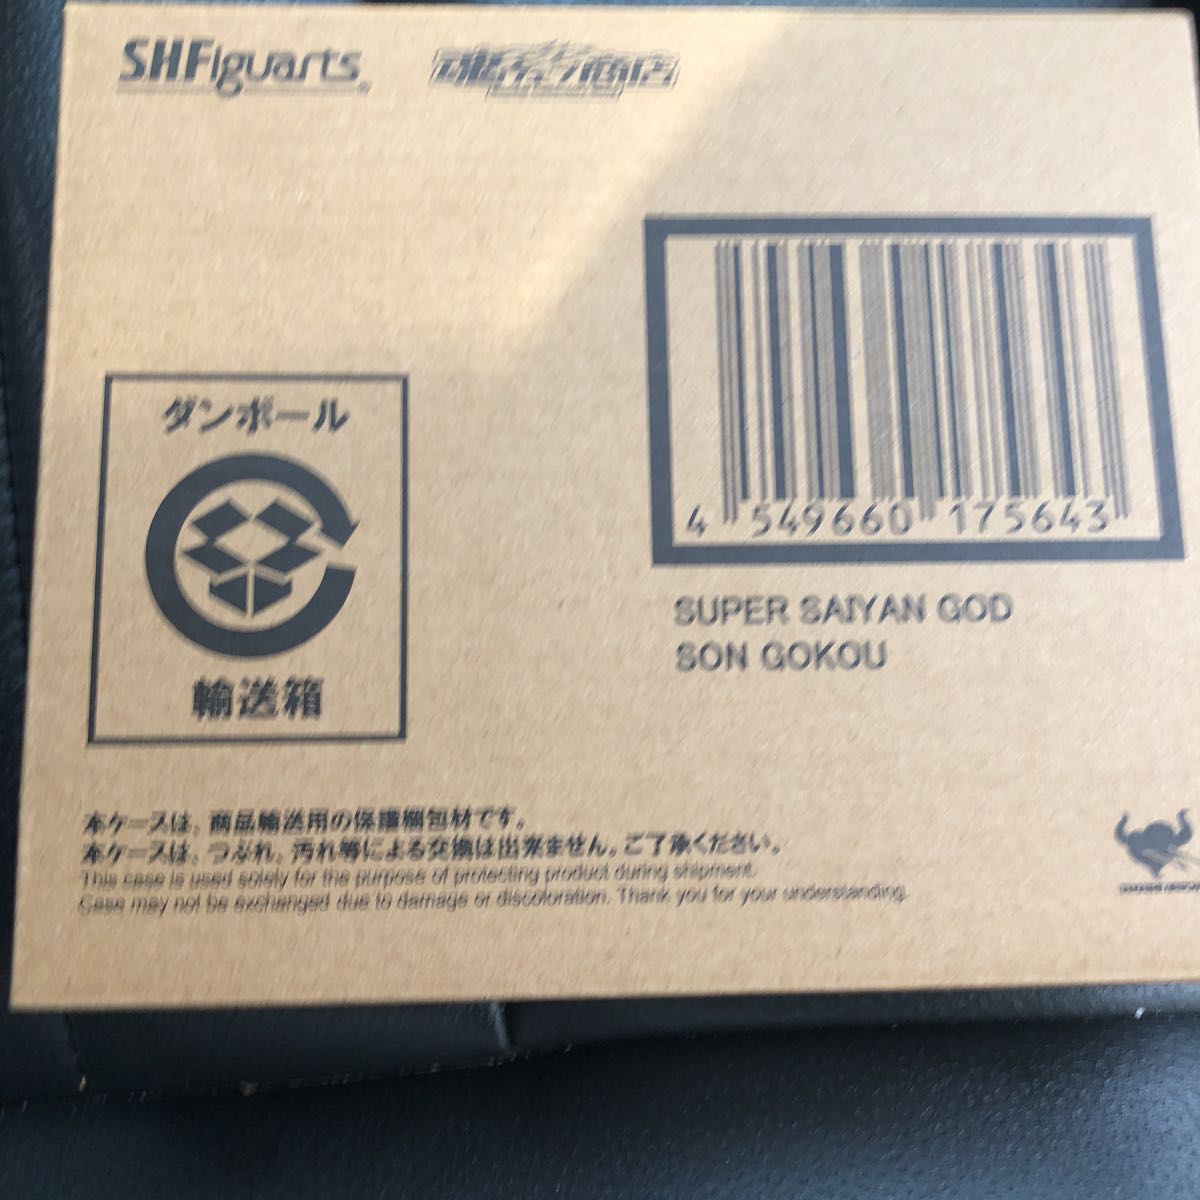 SHFiguarts
魂ウェブ商店
4 549660 175643
SUPER SAIYAN GOD
SON GOKOU
ダンボール
輸送箱
本ケースは、商品輸送用の保護梱包材です。
本ケースは、つぶれ、汚れ等による交換は出来ません。ご了承ください。
This case is used solely for the purpose of protecting product during shipment.
Case may not be exchanged due to damage or discoloration. Thank you for your understanding.